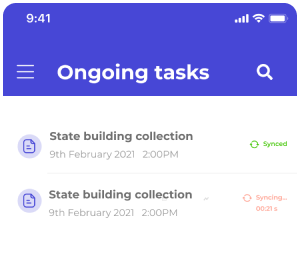 9:41
Ongoing tasks
State building collection
Synced
9th February 2021 2:00PM
State building collection
Syncing...
9th February 2021 2:00PM
00:21 s